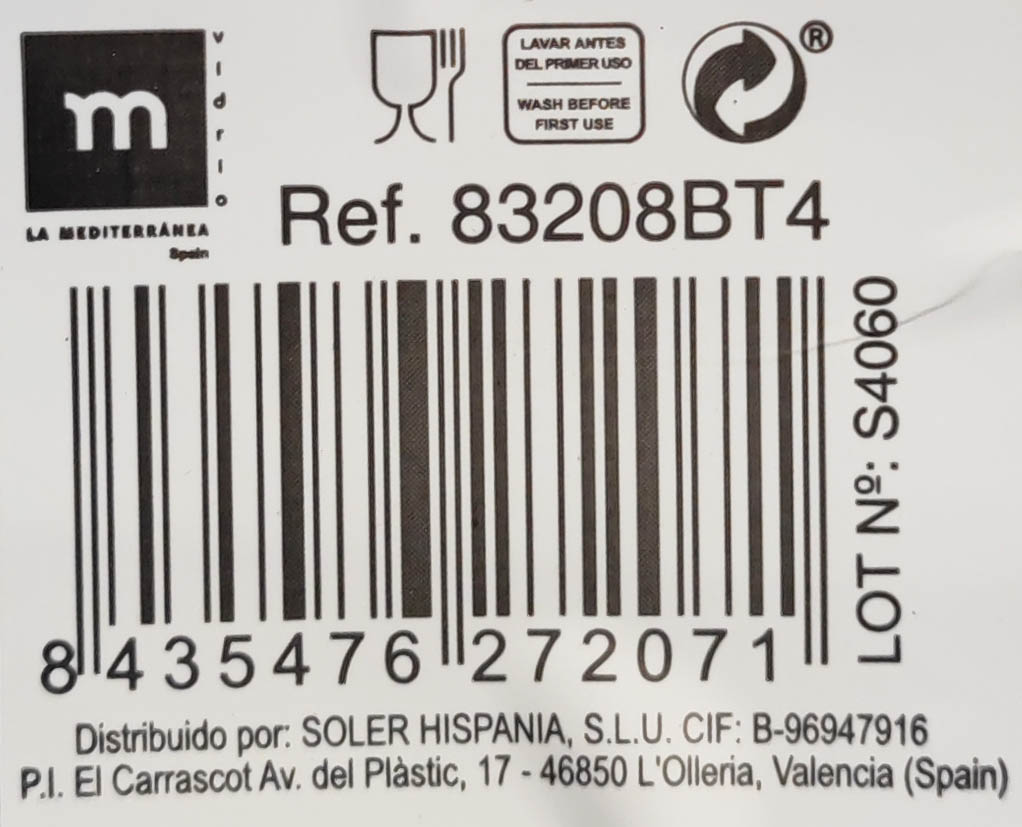 m
vidrio
LA MEDITERRÁNEA
Spain
LAVAR ANTES
DEL PRIMER USO
WASH BEFORE
FIRST USE
®
Ref. 83208BT4
8 435476 272071
LOT Nº: S4060
Distribuido por: SOLER HISPANIA, S.L.U. CIF: B-96947916
P.I. El Carrascot Av. del Plàstic, 17 - 46850 L'Olleria, Valencia (Spain)